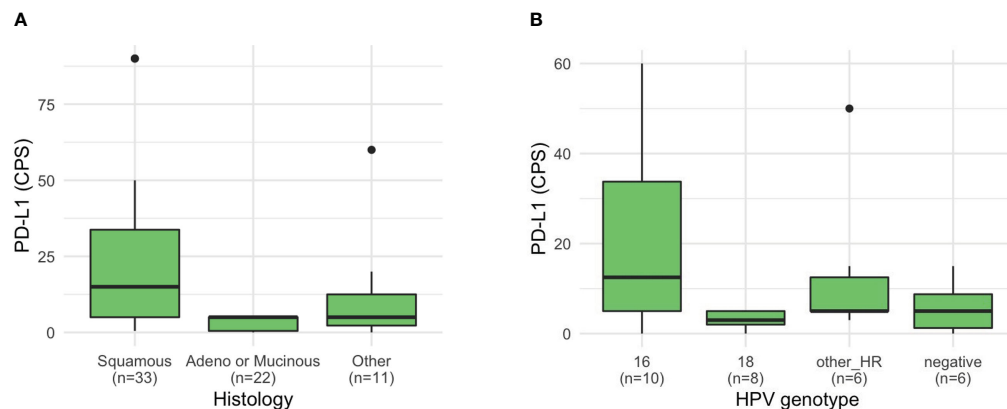 A
PD-L1 (CPS)
75
50
25
0
Squamous
(n=33)
Adeno or Mucinous
(n=22)
Other
(n=11)
Histology
B
PD-L1 (CPS)
60
40
20
0
16
(n=10)
18
(n=8)
other_HR
(n=6)
negative
(n=6)
HPV genotype